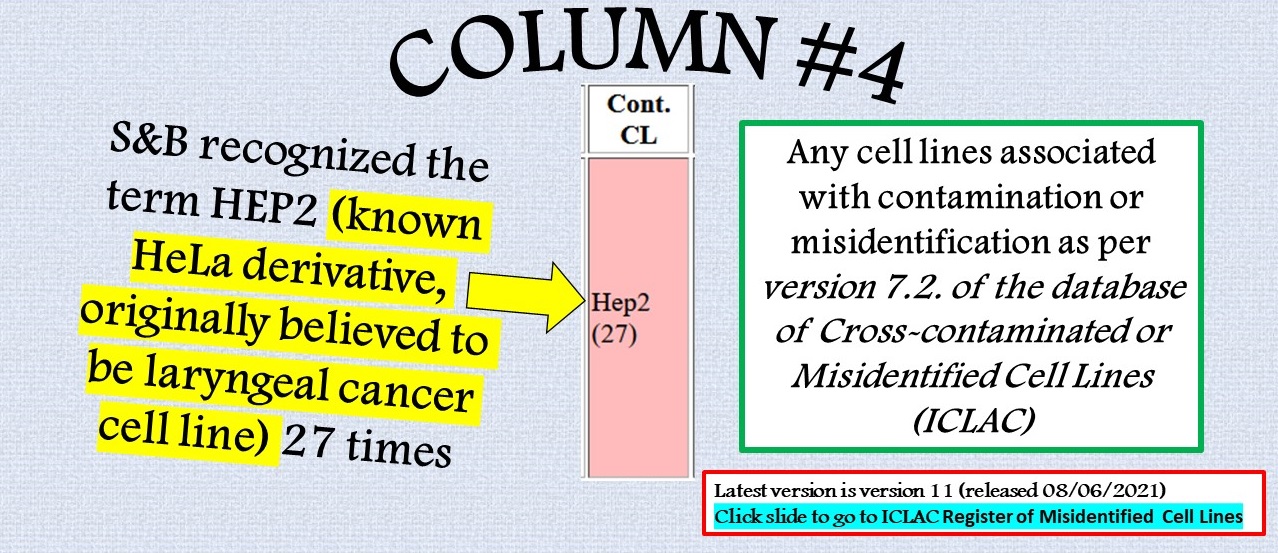 COLUMN #4
S&B recognized the
term HEP2 (known
HeLa derivative,
originally believed to
be laryngeal cancer
cell line) 27 times
Cont.
CL
Hep2
(27)
Any cell lines associated
with contamination or
misidentification as per
version 7.2. of the database
of Cross-contaminated or
Misidentified Cell Lines
(ICLAC)
Latest version is version 11 (released 08/06/2021)
Click slide to go to ICLAC Register of Misidentified Cell Lines